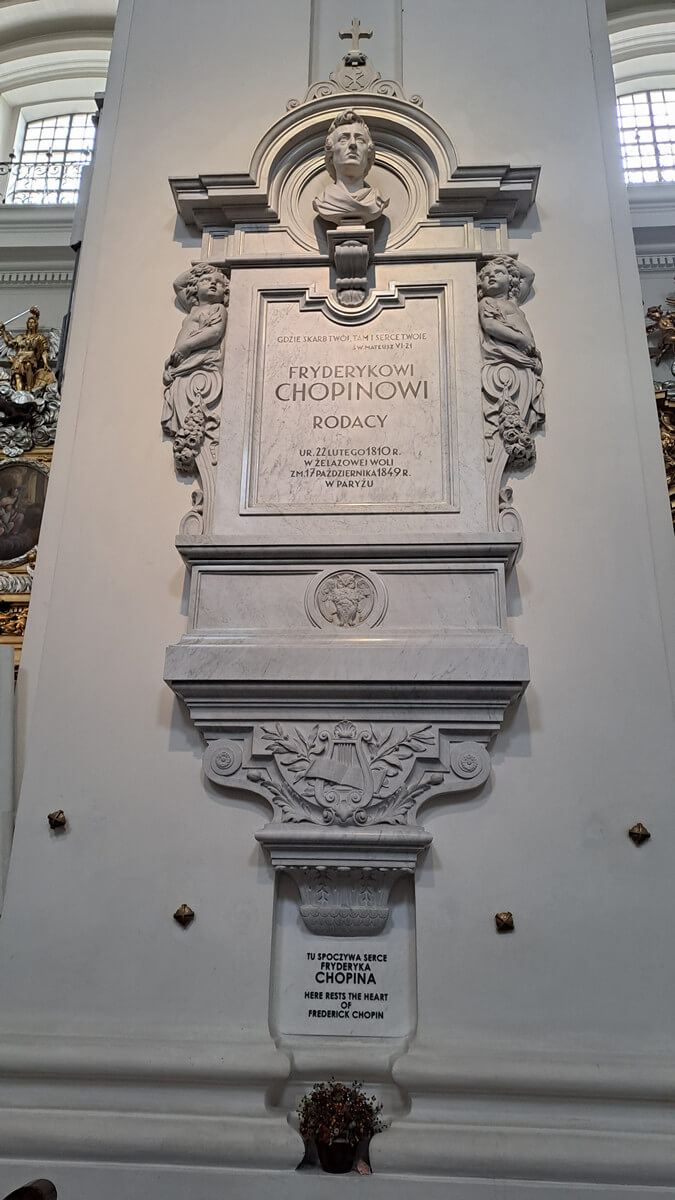 GDZIE SKARB TWÓJ, TAM I SERCE TWOJE
ŚW. MATEUSZ VI-21
FRYDERYKOWI
CHOPINOWI
RODACY
UR. 22 LUTEGO 1810 R.
W ŻELAZOWEJ WOLI
ZM. 17 PAŹDZIERNIKA 1849 R.
W PARYŻU
TU SPOCZYWA SERCE
FRYDERYKA
CHOPINA
HERE RESTS THE HEART
OF
FREDERICK CHOPIN